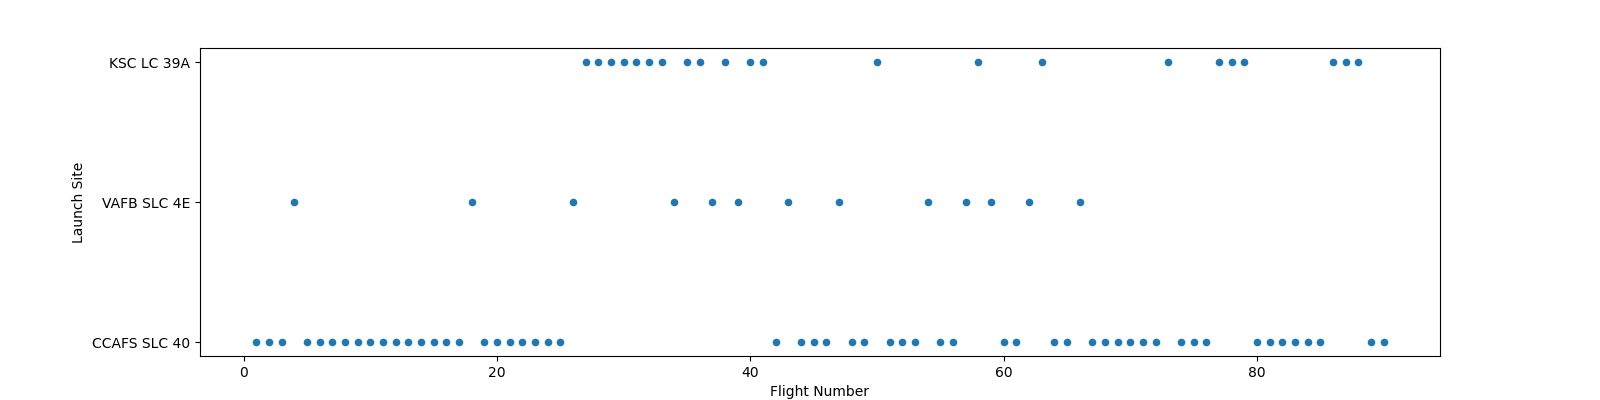 KSC LC 39A
VAFB SLC 4E
CCAFS SLC 40
Launch Site
0 20 40 60 80
Flight Number